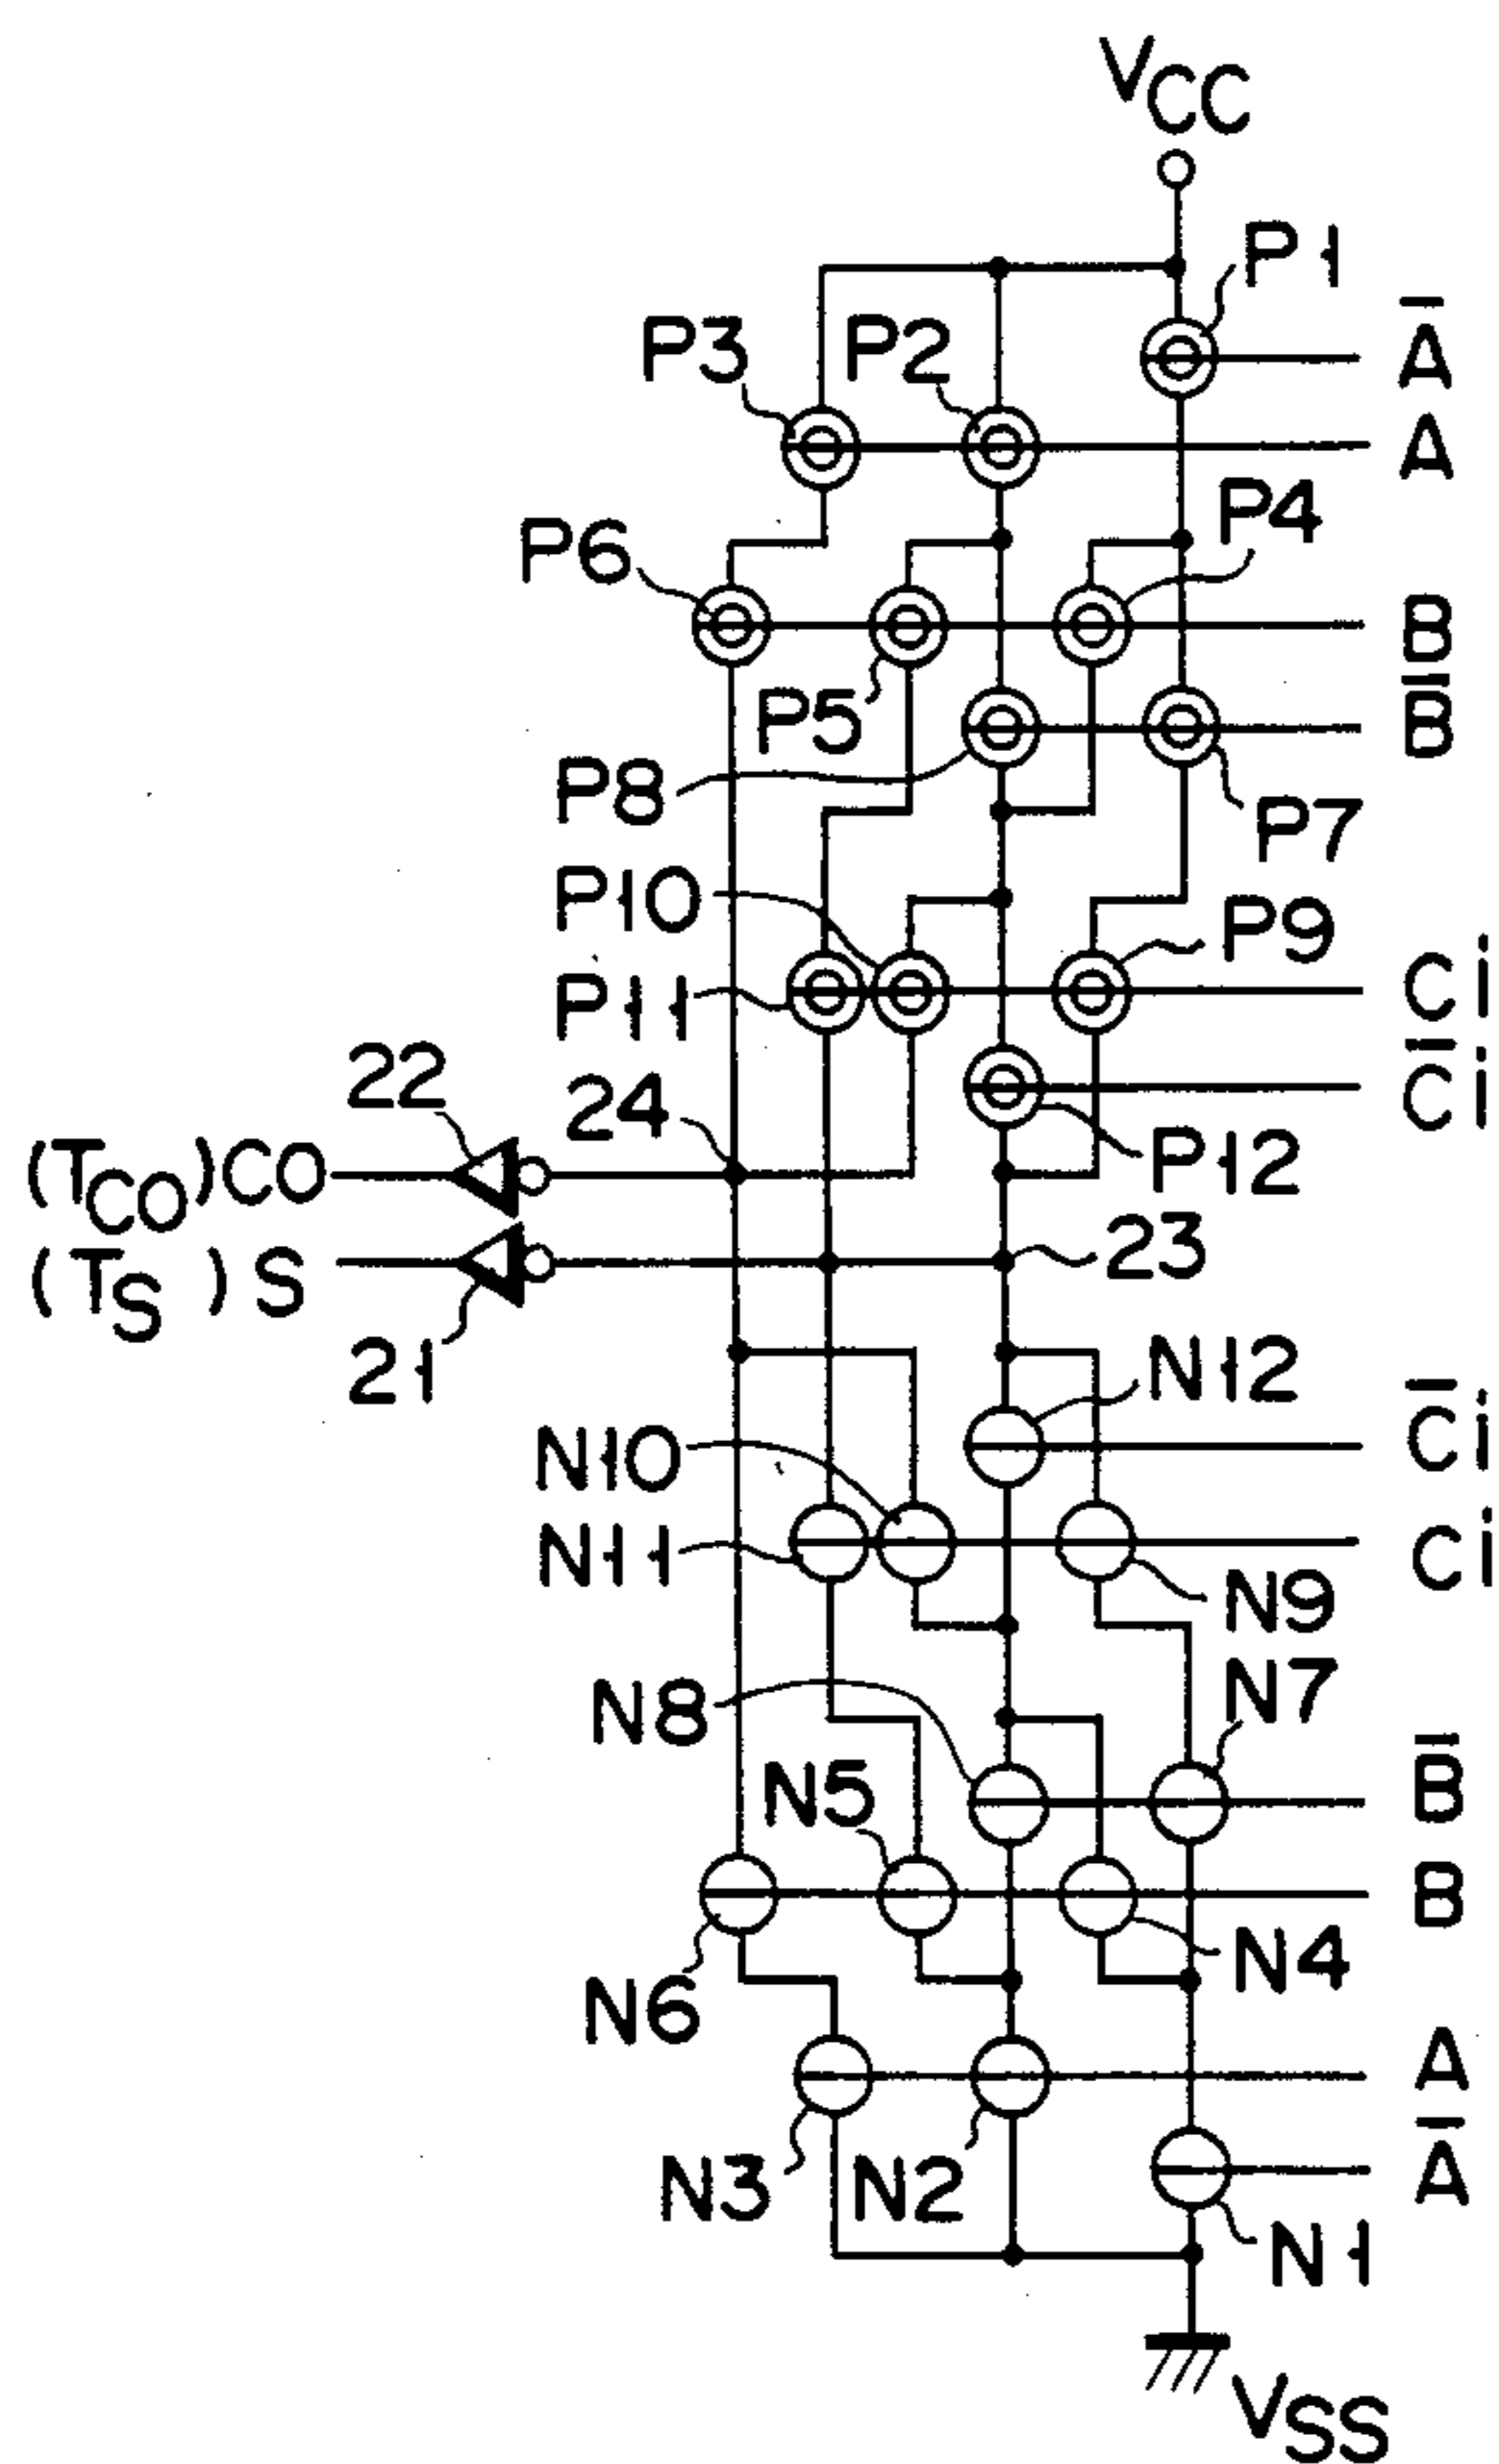 VCC
P1
A̅
P3 P2
A
P4
P6
B
P5
B̅
P8
P7
P10
P9
Ci
P11
22
24
C̅i
(TCO)CO
P12
23
(TS)S
21
N12
C̅i
N10
N11
Ci
N9
N8
N7
B̅
N5
B
N4
N6
A
N3 N2
A̅
N1
VSS